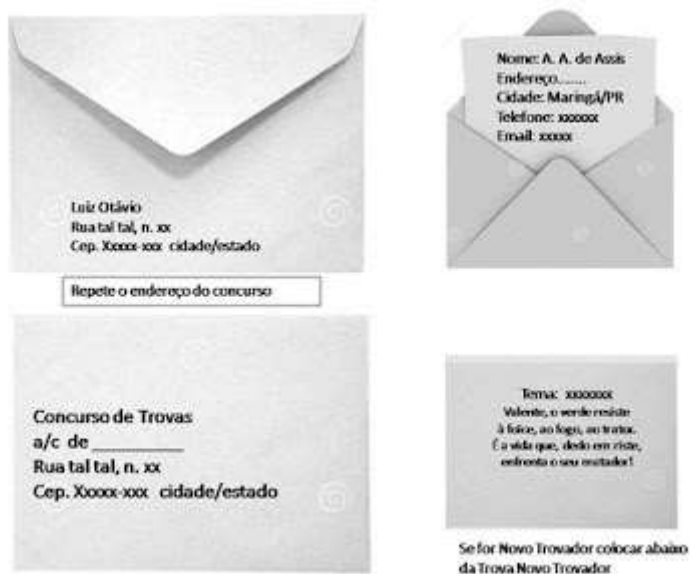 Luiz Otávio
Rua tal tal, n. xx
Cep. Xxxxx-xxx cidade/estado
Repete o endereço do concurso
Nome: A. A. de Assis
Endereço.......
Cidade: Maringá/PR
Telefone: xxxxxx
Email: xxxxx
Concurso de Trovas
a/c de __________
Rua tal tal, n. xx
Cep. Xxxxx-xxx cidade/estado
Tema: xxxxxxx
Valente, o verde resiste
à foice, ao fogo, ao trator.
É a vida que, dedo em riste,
enfrenta o seu matador!
Se for Novo Trovador colocar abaixo
da Trova Novo Trovador